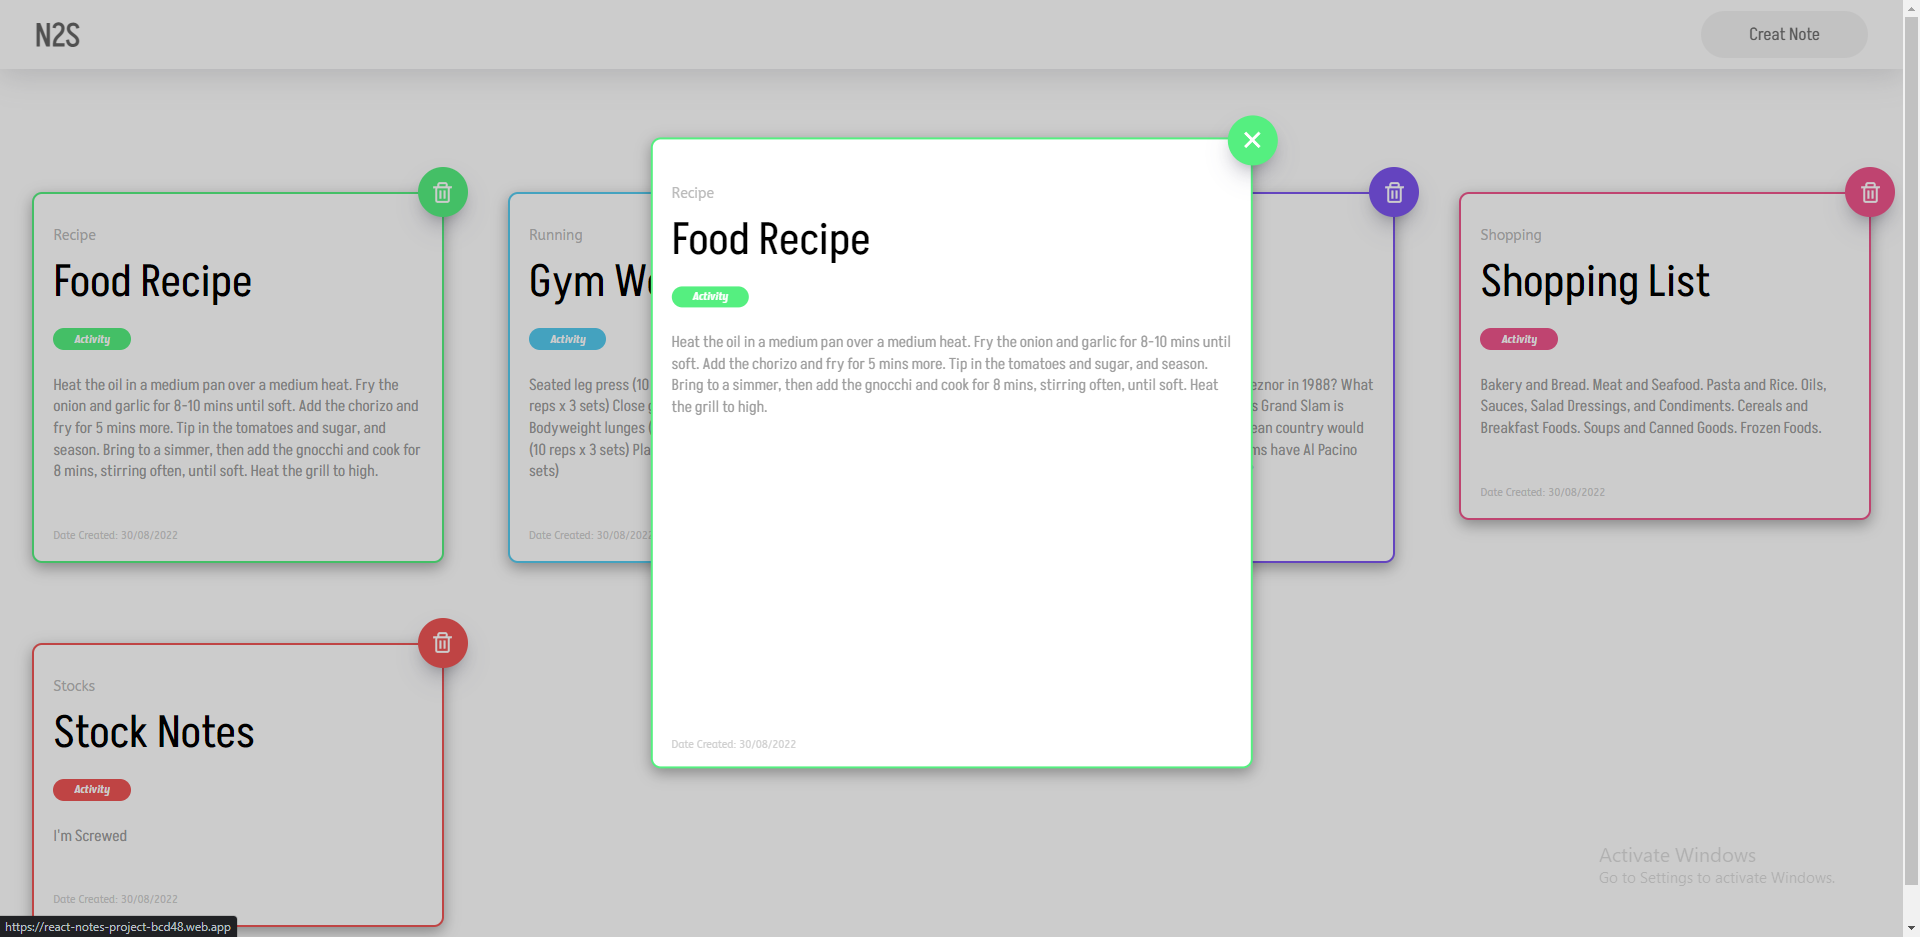 N2S
Creat Note
Recipe
Food Recipe
Activity
Heat the oil in a medium pan over a medium heat. Fry the
onion and garlic for 8-10 mins until soft. Add the chorizo and
fry for 5 mins more. Tip in the tomatoes and sugar, and
season. Bring to a simmer, then add the gnocchi and cook for
8 mins, stirring often, until soft. Heat the grill to high.
Date Created: 30/08/2022
Running
Gym W
Activity
Seated leg press (10
reps x 3 sets) Close
Bodyweight lunges (
(10 reps x 3 sets) Pla
sets)
Date Created: 30/08/2022
Recipe
Food Recipe
Activity
Heat the oil in a medium pan over a medium heat. Fry the onion and garlic for 8-10 mins until
soft. Add the chorizo and fry for 5 mins more. Tip in the tomatoes and sugar, and season.
Bring to a simmer, then add the gnocchi and cook for 8 mins, stirring often, until soft. Heat
the grill to high.
Date Created: 30/08/2022
eznor in 1988? What
s Grand Slam is
ean country would
ms have Al Pacino
Shopping
Shopping List
Activity
Bakery and Bread. Meat and Seafood. Pasta and Rice. Oils,
Sauces, Salad Dressings, and Condiments. Cereals and
Breakfast Foods. Soups and Canned Goods. Frozen Foods.
Date Created: 30/08/2022
Stocks
Stock Notes
Activity
I'm Screwed
Date Created: 30/08/2022
Activate Windows
Go to Settings to activate Windows.
https://react-notes-project-bcd48.web.app